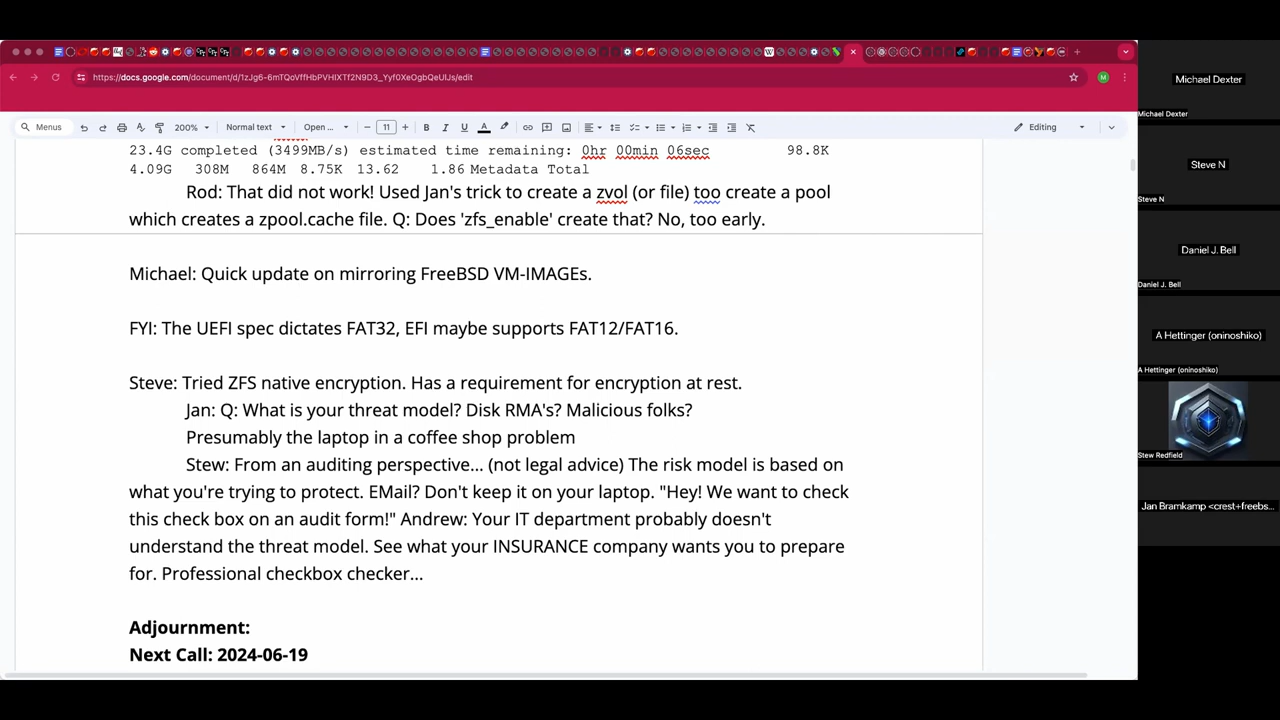 https://docs.google.com/document/d/1zJg6-6mTQoVffHbPVHIXTf2N9D3_Yyf0XeOgbQeUIJs/edit
M
Menus
200%
Normal text
Open ...
11
Editing
23.4G completed (3499MB/s) estimated time remaining: 0hr 00min 06sec 98.8K
4.09G 308M 864M 8.75K 13.62 1.86 Metadata Total
Rod: That did not work! Used Jan's trick to create a zvol (or file) too create a pool
which creates a zpool.cache file. Q: Does 'zfs_enable' create that? No, too early.
Michael: Quick update on mirroring FreeBSD VM-IMAGEs.
FYI: The UEFI spec dictates FAT32, EFI maybe supports FAT12/FAT16.
Steve: Tried ZFS native encryption. Has a requirement for encryption at rest.
Jan: Q: What is your threat model? Disk RMA's? Malicious folks?
Presumably the laptop in a coffee shop problem
Stew: From an auditing perspective... (not legal advice) The risk model is based on
what you're trying to protect. EMail? Don't keep it on your laptop. "Hey! We want to check
this check box on an audit form!" Andrew: Your IT department probably doesn't
understand the threat model. See what your INSURANCE company wants you to prepare
for. Professional checkbox checker...
Adjournment:
Next Call: 2024-06-19
Michael Dexter
Michael Dexter
Steve N
Steve N
Daniel J. Bell
Daniel J. Bell
A Hettinger (oninoshiko)
A Hettinger (oninoshiko)
Stew Redfield
Jan Bramkamp <crest+freebs...